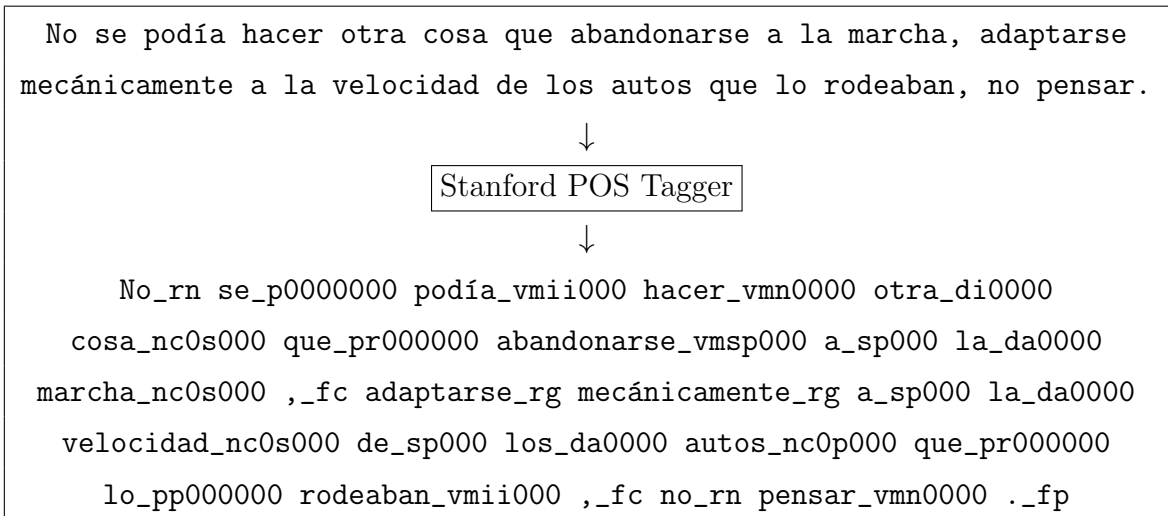 No se podía hacer otra cosa que abandonarse a la marcha, adaptarse
mecánicamente a la velocidad de los autos que lo rodeaban, no pensar.
↓
Stanford POS Tagger
↓
No_rn se_p0000000 podía_vmii000 hacer_vmn0000 otra_di0000
cosa_nc0s000 que_pr000000 abandonarse_vmsp000 a_sp000 la_da0000
marcha_nc0s000 ,_fc adaptarse_rg mecánicamente_rg a_sp000 la_da0000
velocidad_nc0s000 de_sp000 los_da0000 autos_nc0p000 que_pr000000
lo_pp000000 rodeaban_vmii000 ,_fc no_rn pensar_vmn0000 ._fp